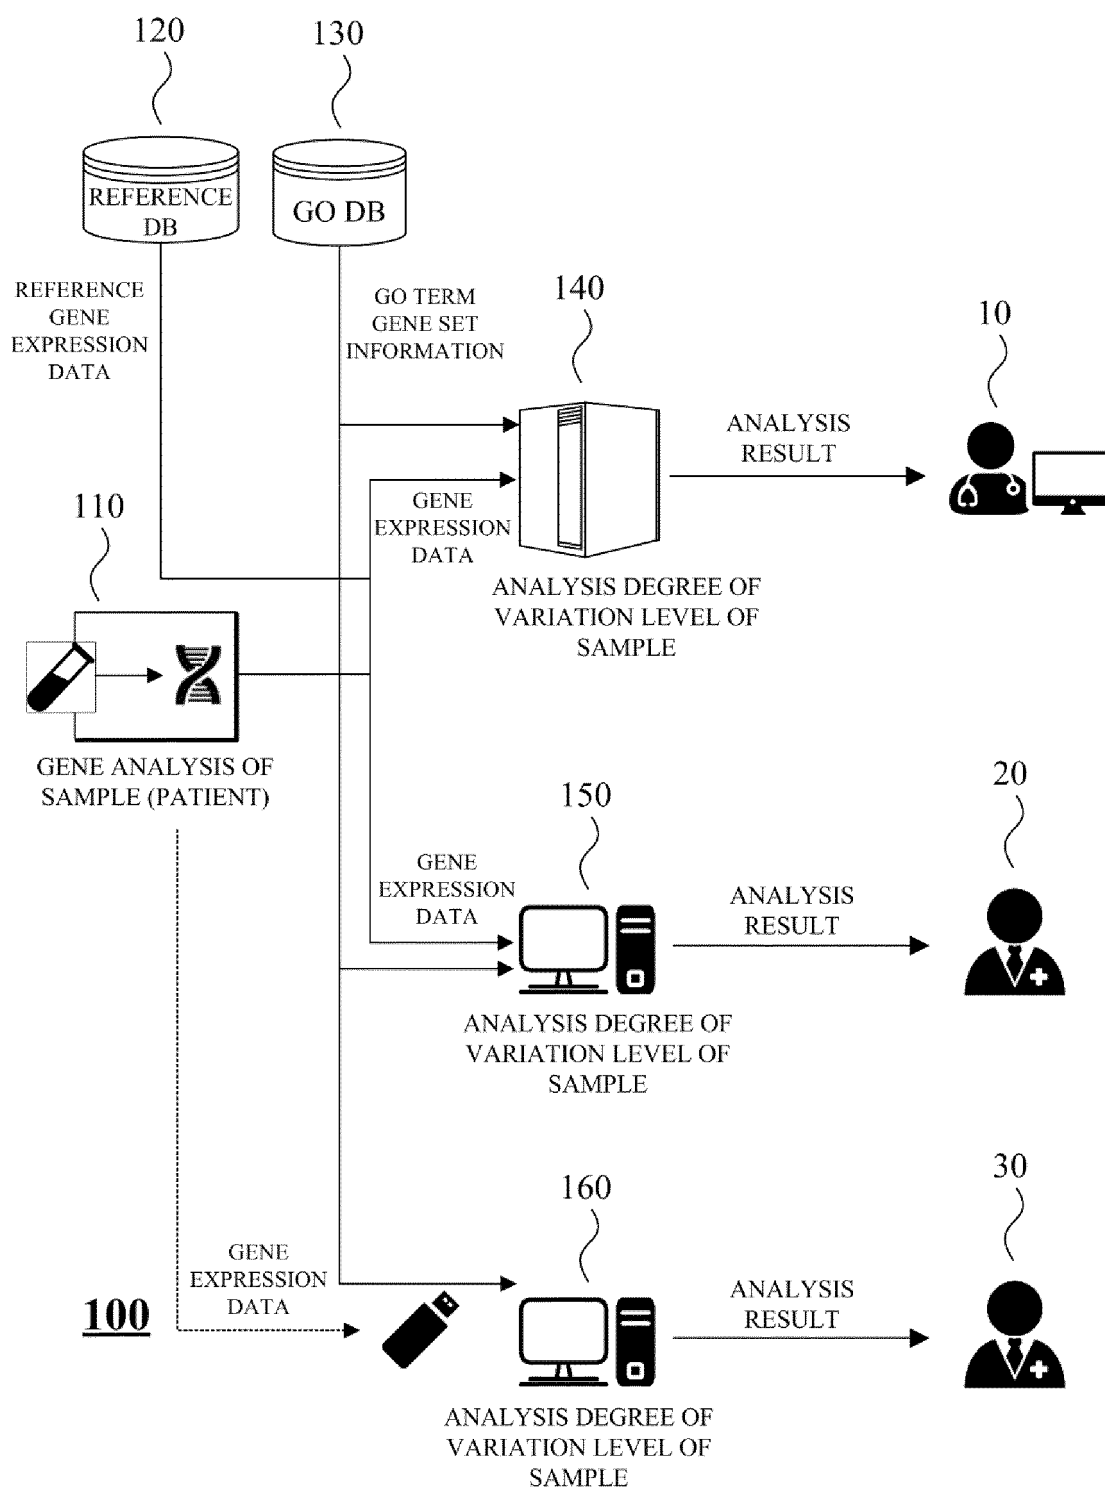 120
130
REFERENCE
DB
GO DB
REFERENCE
GENE
EXPRESSION
DATA
GO TERM
GENE SET
INFORMATION
140
10
ANALYSIS
RESULT
GENE
EXPRESSION
DATA
110
ANALYSIS DEGREE OF
VARIATION LEVEL OF
SAMPLE
GENE ANALYSIS OF
SAMPLE (PATIENT)
150
20
GENE
EXPRESSION
DATA
ANALYSIS
RESULT
ANALYSIS DEGREE OF
VARIATION LEVEL OF
SAMPLE
160
30
GENE
EXPRESSION
DATA
ANALYSIS
RESULT
100
ANALYSIS DEGREE OF
VARIATION LEVEL OF
SAMPLE